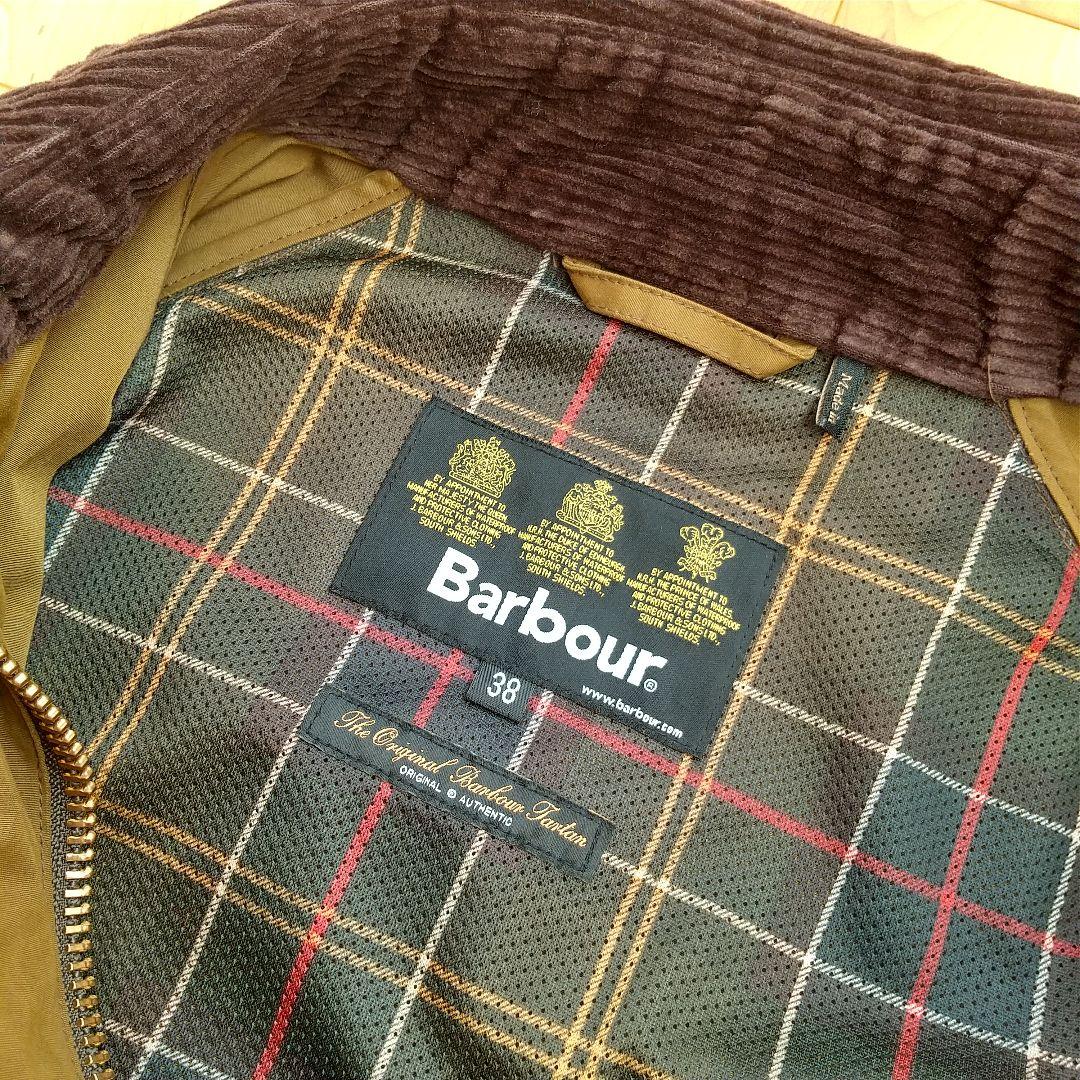 Made in
BY APPOINTMENT TO
HER MAJESTY THE QUEEN
MANUFACTURERS OF WATERPROOF
AND PROTECTIVE CLOTHING
J. BARBOUR & SONS LTD.,
SOUTH SHIELDS.
BY APPOINTMENT TO
H.R.H. THE DUKE OF EDINBURGH
MANUFACTURERS OF WATERPROOF
AND PROTECTIVE CLOTHING
J. BARBOUR & SONS LTD.,
SOUTH SHIELDS.
BY APPOINTMENT TO
H.R.H. THE PRINCE OF WALES
MANUFACTURERS OF WATERPROOF
AND PROTECTIVE CLOTHING
J. BARBOUR & SONS LTD.,
SOUTH SHIELDS.
Barbour®
www.barbour.com
38
The Original Barbour Tartan
ORIGINAL & AUTHENTIC